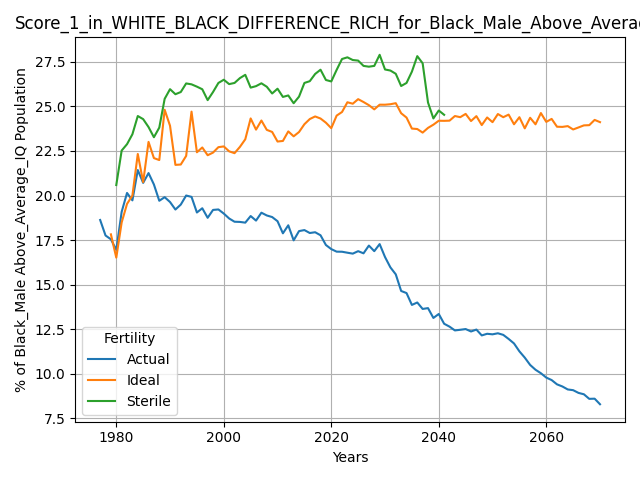 Score_1_in_WHITE_BLACK_DIFFERENCE_RICH_for_Black_Male_Above_Avera
% of Black_Male Above_Average_IQ Population
27.5
25.0
22.5
20.0
17.5
15.0
12.5
10.0
7.5
Fertility
Actual
Ideal
Sterile
1980 2000 2020 2040 2060
Years